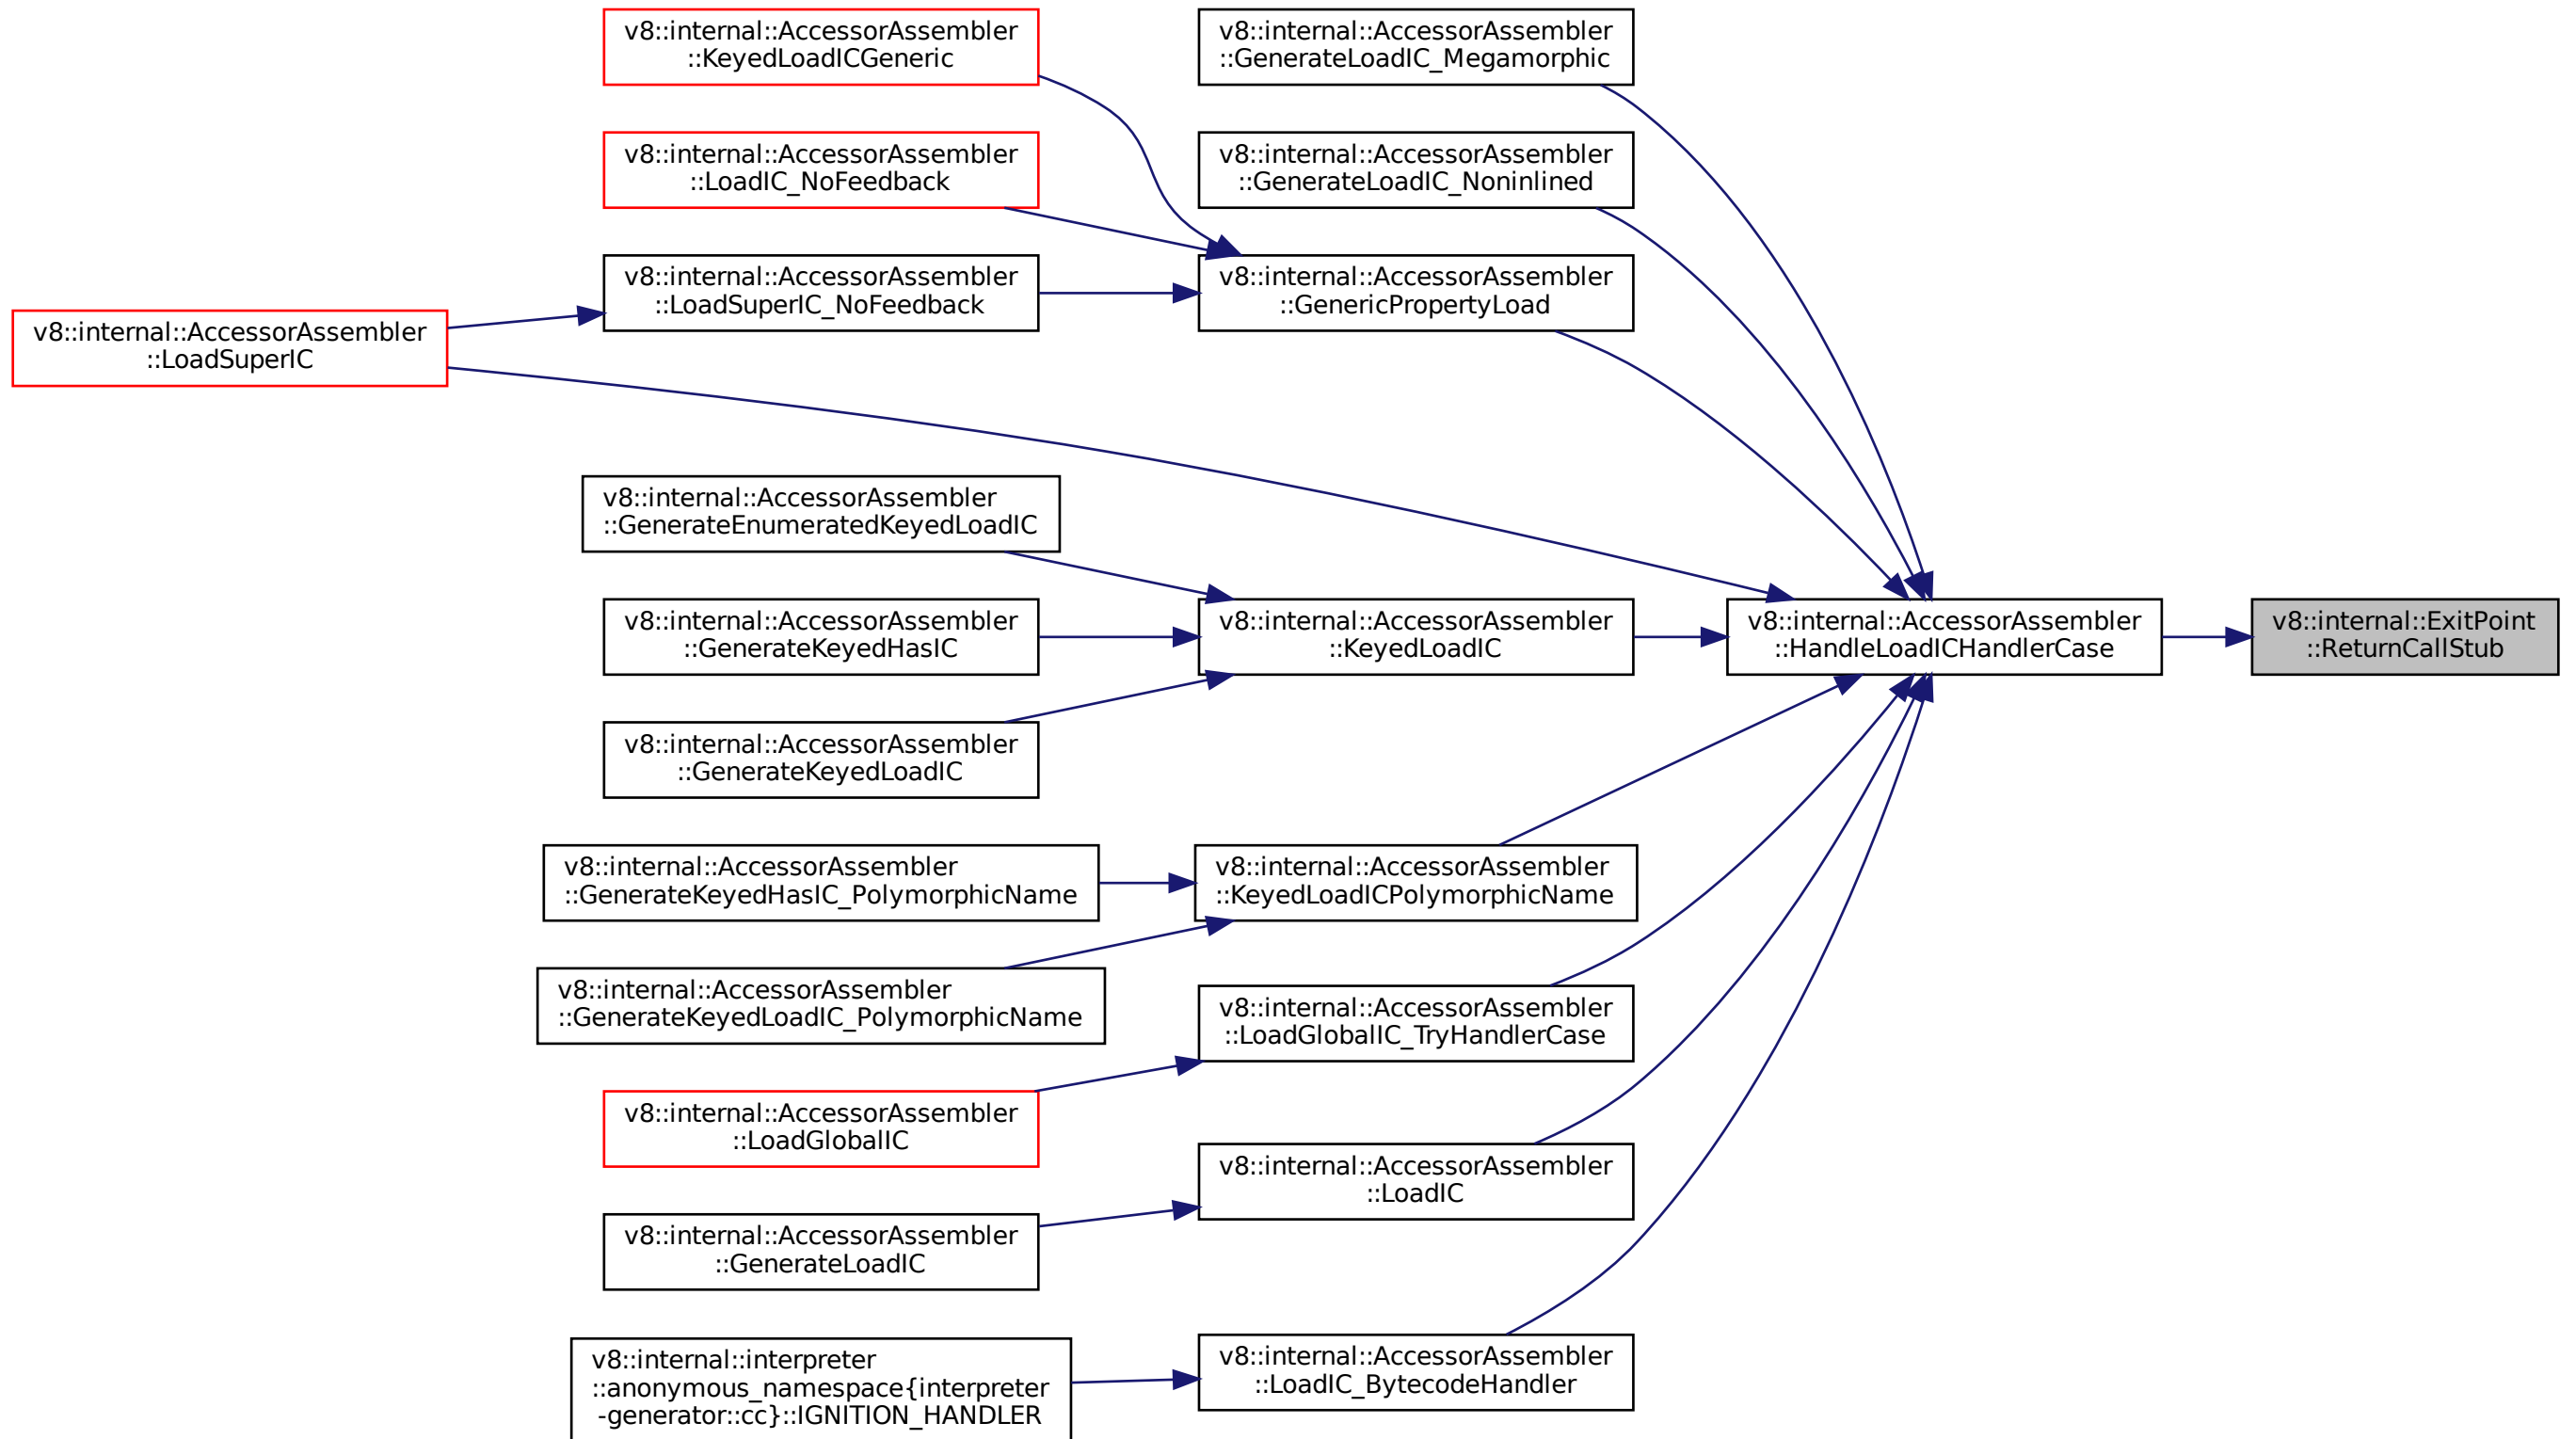 v8::internal::AccessorAssembler
::KeyedLoadICGeneric
v8::internal::AccessorAssembler
::GenerateLoadIC_Megamorphic
v8::internal::AccessorAssembler
::LoadIC_NoFeedback
v8::internal::AccessorAssembler
::GenerateLoadIC_Noninlined
v8::internal::AccessorAssembler
::LoadSuperIC_NoFeedback
v8::internal::AccessorAssembler
::GenericPropertyLoad
v8::internal::AccessorAssembler
::LoadSuperIC
v8::internal::AccessorAssembler
::GenerateEnumeratedKeyedLoadIC
v8::internal::AccessorAssembler
::GenerateKeyedHasIC
v8::internal::AccessorAssembler
::KeyedLoadIC
v8::internal::AccessorAssembler
::HandleLoadICHandlerCase
v8::internal::ExitPoint
::ReturnCallStub
v8::internal::AccessorAssembler
::GenerateKeyedLoadIC
v8::internal::AccessorAssembler
::GenerateKeyedHasIC_PolymorphicName
v8::internal::AccessorAssembler
::KeyedLoadICPolymorphicName
v8::internal::AccessorAssembler
::GenerateKeyedLoadIC_PolymorphicName
v8::internal::AccessorAssembler
::LoadGlobalIC_TryHandlerCase
v8::internal::AccessorAssembler
::LoadGlobalIC
v8::internal::AccessorAssembler
::LoadIC
v8::internal::AccessorAssembler
::GenerateLoadIC
v8::internal::interpreter
::anonymous_namespace{interpreter
-generator::cc}::IGNITION_HANDLER
v8::internal::AccessorAssembler
::LoadIC_BytecodeHandler